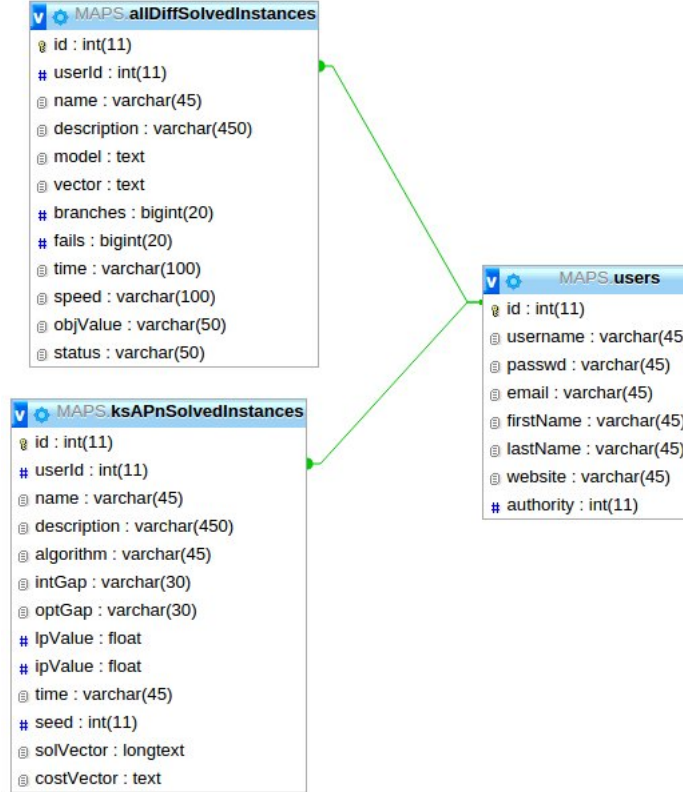 v MAPS.allDiffSolvedInstances
id : int(11)
# userId : int(11)
name : varchar(45)
description : varchar(450)
model : text
vector : text
# branches : bigint(20)
# fails : bigint(20)
time : varchar(100)
speed : varchar(100)
objValue : varchar(50)
status : varchar(50)
v MAPS.users
id : int(11)
username : varchar(45
passwd : varchar(45)
email : varchar(45)
firstName : varchar(45)
lastName : varchar(45)
website : varchar(45)
# authority : int(11)
v MAPS.ksAPnSolvedInstances
id : int(11)
# userId : int(11)
name : varchar(45)
description : varchar(450)
algorithm : varchar(45)
intGap : varchar(30)
optGap : varchar(30)
# lpValue : float
# ipValue : float
time : varchar(45)
# seed : int(11)
solVector : longtext
costVector : text